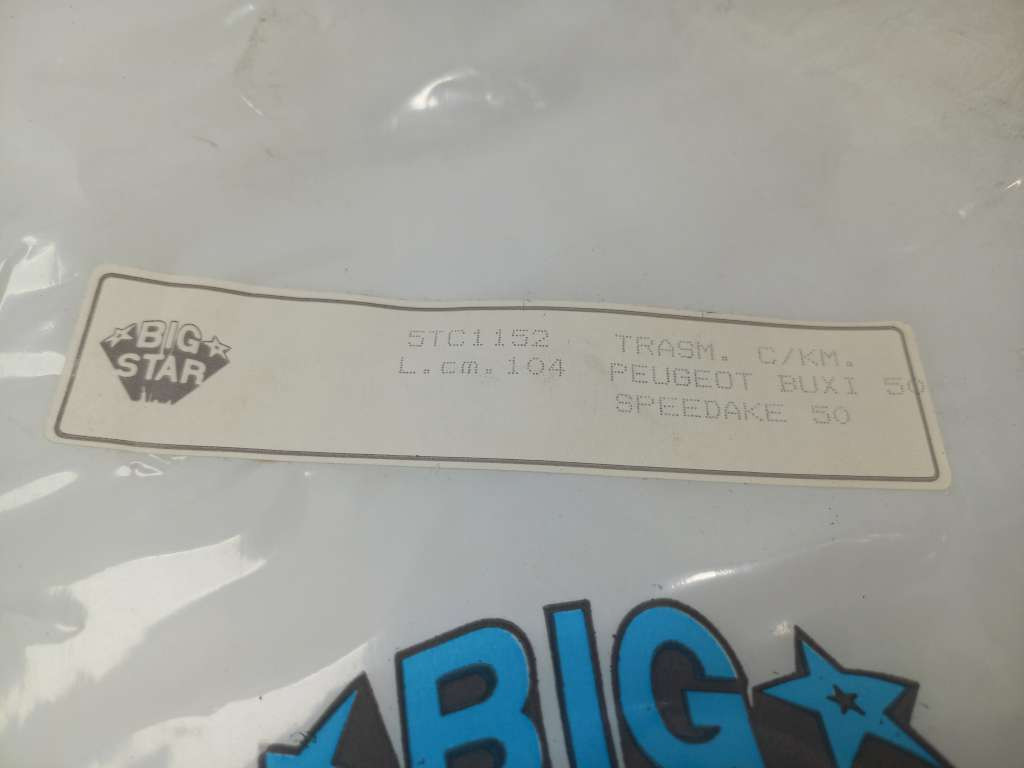 BIG
STAR
STC1152
L.cm.104
TRASM. C/KM.
PEUGEOT BUXI 50
SPEEDAKE 50
BIG